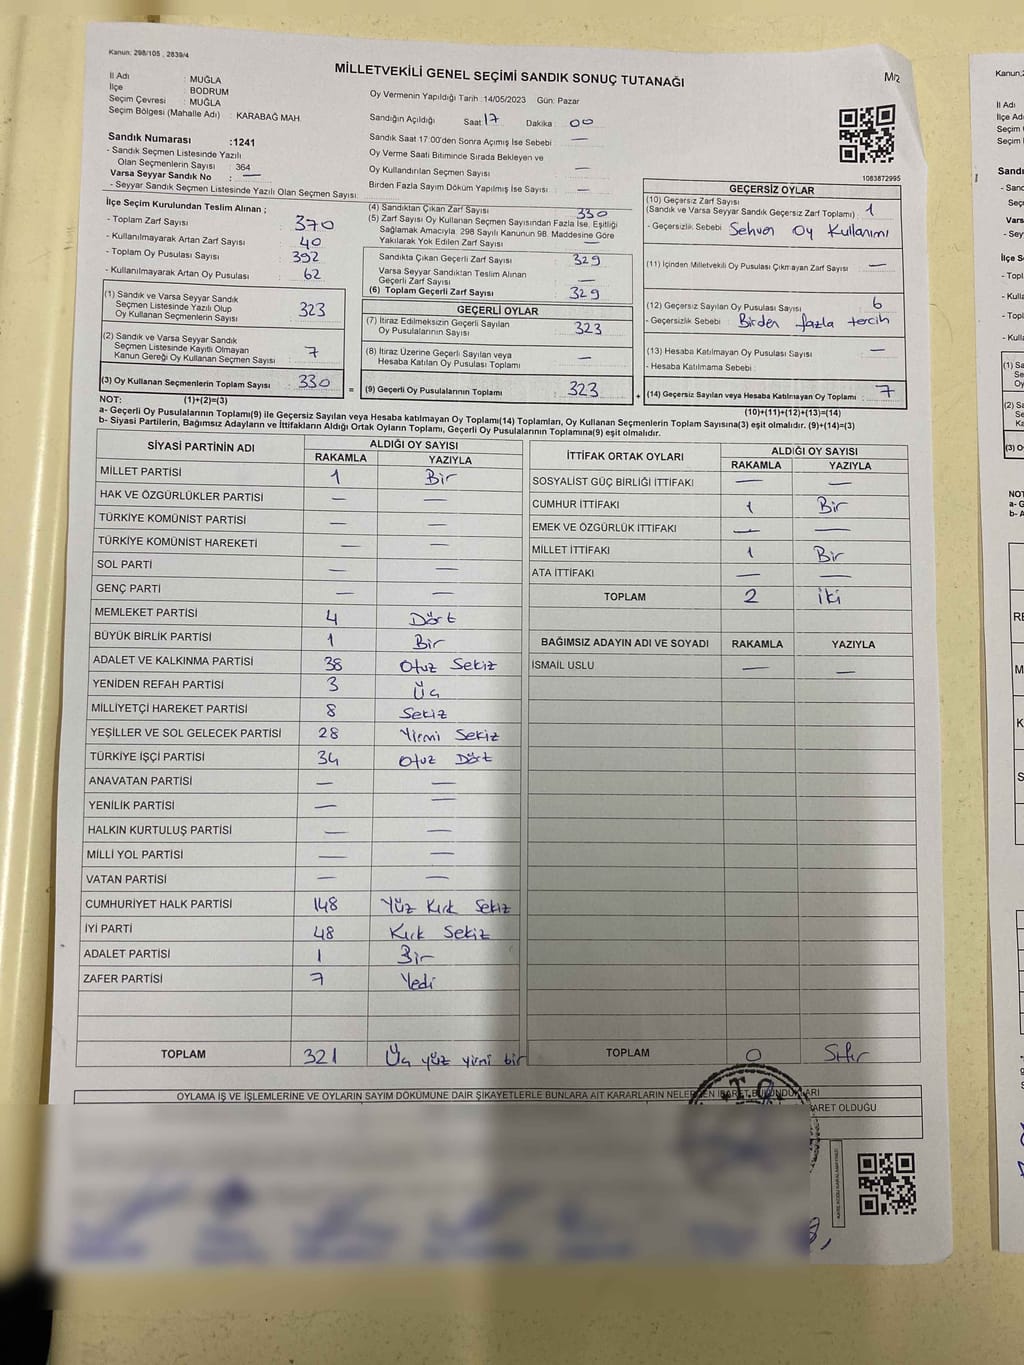 Kanun: 298/105 , 2839/4
MİLLETVEKİLİ GENEL SEÇİMİ SANDIK SONUÇ TUTANAĞI
M2
İl Adı : MUĞLA
İlçe : BODRUM
Seçim Çevresi : MUĞLA
Seçim Bölgesi (Mahalle Adı) : KARABAĞ MAH.
Oy Vermenin Yapıldığı Tarih :14/05/2023 Gün: Pazar
Sandığın Açıldığı Saat: 17 Dakika : 00
Sandık Numarası :1241
- Sandık Seçmen Listesinde Yazılı
Olan Seçmenlerin Sayısı : 364
Varsa Seyyar Sandık No : —
- Seyyar Sandık Seçmen Listesinde Yazılı Olan Seçmen Sayısı:
Sandık Saat 17:00'den Sonra Açımış İse Sebebi : —
Oy Verme Saati Bitiminde Sırada Bekleyen ve
Oy Kullandırılan Seçmen Sayısı : —
Birden Fazla Sayım Döküm Yapılmış İse Sayısı : —
1083872995
İlçe Seçim Kurulundan Teslim Alınan ;
- Toplam Zarf Sayısı : 370
- Kullanılmayarak Artan Zarf Sayısı : 40
- Toplam Oy Pusulası Sayısı : 392
- Kullanılmayarak Artan Oy Pusulası : 62
(1) Sandık ve Varsa Seyyar Sandık
Seçmen Listesinde Yazılı Olup
Oy Kullanan Seçmenlerin Sayısı : 323
(2) Sandık ve Varsa Seyyar Sandık
Seçmen Listesinde Kayıtlı Olmayan
Kanun Gereği Oy Kullanan Seçmen Sayısı : 7
(3) Oy Kullanan Seçmenlerin Toplam Sayısı : 330
(1)+(2)=(3)
(4) Sandıktan Çıkan Zarf Sayısı : 330
(5) Zarf Sayısı Oy Kullanan Seçmen Sayısından Fazla İse, Eşitliği
Sağlamak Amacıyla, 298 Sayılı Kanunun 98. Maddesine Göre
Yakılarak Yok Edilen Zarf Sayısı : —
Sandıkta Çıkan Geçerli Zarf Sayısı : 329
Varsa Seyyar Sandıktan Teslim Alınan
Geçerli Zarf Sayısı : —
(6) Toplam Geçerli Zarf Sayısı : 329
GEÇERLİ OYLAR
(7) İtiraz Edilmeksizin Geçerli Sayılan
Oy Pusulalarının Sayısı : 323
(8) İtiraz Üzerine Geçerli Sayılan veya
Hesaba Katılan Oy Pusulası Toplamı : —
= (9) Geçerli Oy Pusulalarının Toplamı : 323
GEÇERSİZ OYLAR
(10) Geçersiz Zarf Sayısı
(Sandık ve Varsa Seyyar Sandık Geçersiz Zarf Toplamı) : 1
- Geçersizlik Sebebi : Sehven Oy Kullanımı
(11) İçinden Milletvekili Oy Pusulası Çıkmayan Zarf Sayısı : —
(12) Geçersiz Sayılan Oy Pusulası Sayısı : 6
- Geçersizlik Sebebi : Birden fazla tercih
(13) Hesaba Katılmayan Oy Pusulası Sayısı : —
- Hesaba Katılmama Sebebi :
+ (14) Geçersiz Sayılan veya Hesaba Katılmayan Oy Toplamı : 7
(10)+(11)+(12)+(13)=(14)
NOT:
a- Geçerli Oy Pusulalarının Toplamı(9) ile Geçersiz Sayılan veya Hesaba katılmayan Oy Toplamı(14) Toplamları, Oy Kullanan Seçmenlerin Toplam Sayısına(3) eşit olmalıdır. (9)+(14)=(3)
b- Siyasi Partilerin, Bağımsız Adayların ve İttifakların Aldığı Ortak Oyların Toplamı, Geçerli Oy Pusulalarının Toplamına(9) eşit olmalıdır.
SİYASİ PARTİNİN ADI ALDIĞI OY SAYISI
RAKAMLA YAZIYLA
MİLLET PARTİSI 1 Bir
HAK VE ÖZGÜRLÜKLER PARTİSİ — —
TÜRKİYE KOMÜNİST PARTİSİ — —
TÜRKİYE KOMÜNİST HAREKETİ — —
SOL PARTİ — —
GENÇ PARTİ — —
MEMLEKET PARTİSİ 4 Dört
BÜYÜK BİRLİK PARTİSİ 1 Bir
ADALET VE KALKINMA PARTİSİ 38 Otuz Sekiz
YENİDEN REFAH PARTİSİ 3 Üç
MİLLİYETÇİ HAREKET PARTİSİ 8 Sekiz
YEŞİLLER VE SOL GELECEK PARTİSİ 28 Yirmi Sekiz
TÜRKİYE İŞÇİ PARTİSİ 34 Otuz Dört
ANAVATAN PARTİSİ — —
YENİLİK PARTİSİ — —
HALKIN KURTULUŞ PARTİSİ — —
MİLLİ YOL PARTİSİ — —
VATAN PARTİSİ — —
CUMHURİYET HALK PARTİSİ 148 Yüz Kırk Sekiz
İYİ PARTİ 48 Kırk Sekiz
ADALET PARTİSİ 1 Bir
ZAFER PARTİSİ 7 Yedi
TOPLAM 321 Üç yüz yirmi bir
İTTİFAK ORTAK OYLARI ALDIĞI OY SAYISI
RAKAMLA YAZIYLA
SOSYALİST GÜÇ BİRLİĞİ İTTİFAKI — —
CUMHUR İTTİFAKI 1 Bir
EMEK VE ÖZGÜRLÜK İTTİFAKI — —
MİLLET İTTİFAKI 1 Bir
ATA İTTİFAKI — —
TOPLAM 2 iki
BAĞIMSIZ ADAYIN ADI VE SOYADI RAKAMLA YAZIYLA
İSMAİL USLU — —
TOPLAM 0 Sıfır
OYLAMA İŞ VE İŞLEMLERİNE VE OYLARIN SAYIM DÖKÜMÜNE DAİR ŞİKAYETLERLE BUNLARA AİT KARARLARIN
BARET OLDUĞU
T.C.
Kanun:
İl Adı
İlçe Ad
Seçim
Seçim